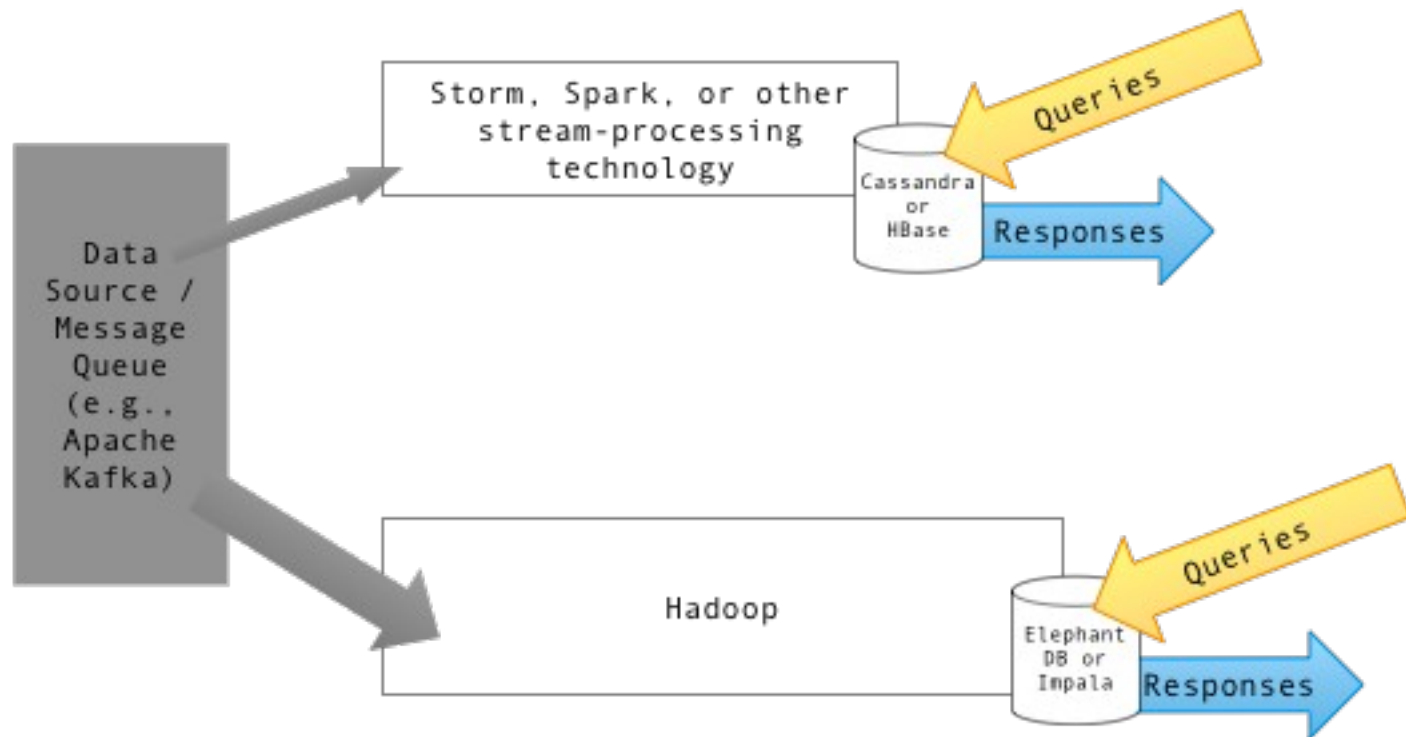 Storm, Spark, or other
stream-processing
technology
Queries
Cassandra
or
HBase
Responses
Data
Source /
Message
Queue
(e.g.,
Apache
Kafka)
Hadoop
Queries
Elephant
DB or
Impala
Responses